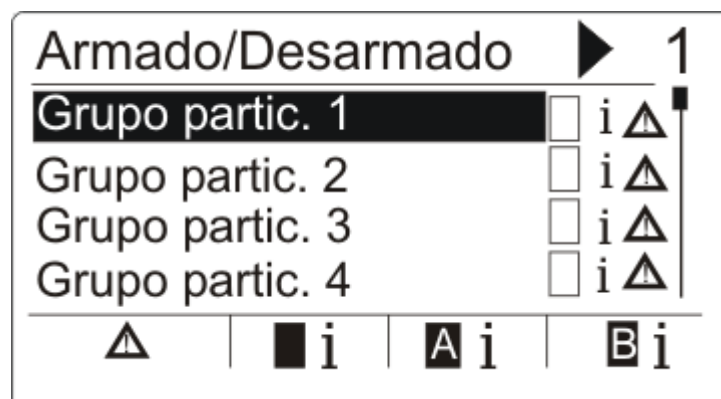 Armado/Desarmado 1
Grupo partic. 1 i
Grupo partic. 2 i
Grupo partic. 3 i
Grupo partic. 4 i
i A i B i